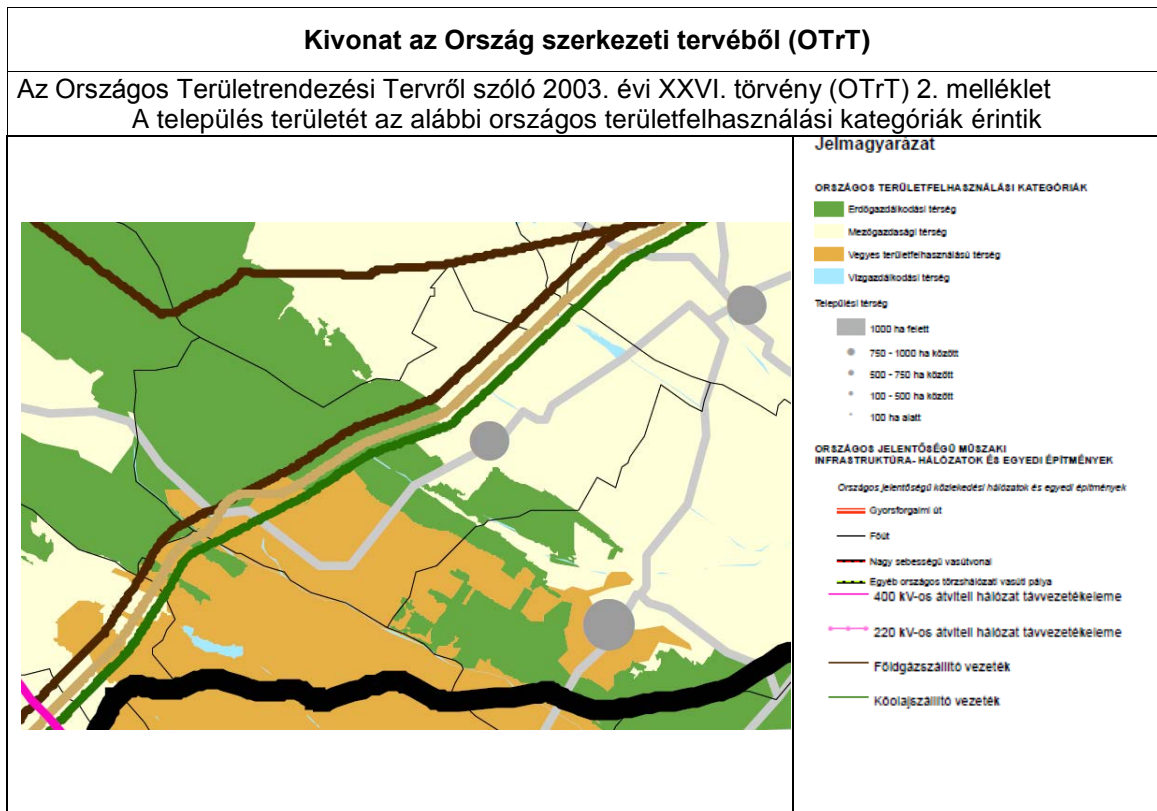 Kivonat az Ország szerkezeti tervéből (OTrT)
Az Országos Területrendezési Tervről szóló 2003. évi XXVI. törvény (OTrT) 2. melléklet
A település területét az alábbi országos területfelhasználási kategóriák érintik
Jelmagyarázat
ORSZÁGOS TERÜLETFELHASZNÁLÁSI KATEGÓRIÁK
Erdőgazdálkodási térség
Mezőgazdasági térség
Vegyes területfelhasználású térség
Vízgazdálkodási térség
Települési térség
1000 ha felett
750 - 1000 ha között
500 - 750 ha között
100 - 500 ha között
100 ha alatt
ORSZÁGOS JELENTŐSÉGŰ MŰSZAKI
INFRASTRUKTÚRA- HÁLÓZATOK ÉS EGYEDI ÉPÍTMÉNYEK
Országos jelentőségű közlekedési hálózatok és egyedi építmények
Gyorsforgalmi út
Főút
Nagy sebességű vasútvonal
Egyéb országos törzshálózati vasúti pálya
400 kV-os átviteli hálózat távvezetékeleme
220 kV-os átviteli hálózat távvezetékeleme
Földgázszállító vezeték
Kőolajszállító vezeték